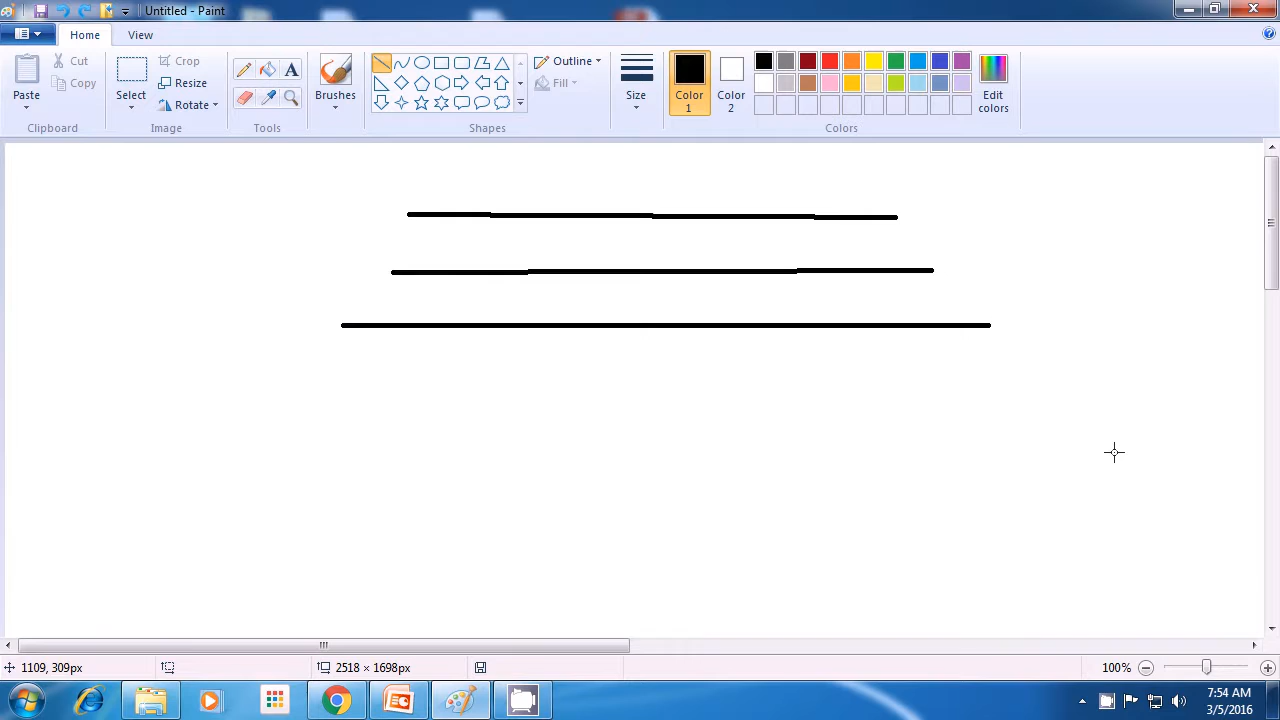 Untitled - Paint
Home View
Paste Cut Copy Select Crop Resize Rotate Brushes Outline Fill Size Color 1 Color 2 Edit colors
Clipboard Image Tools Shapes Colors
1109, 309px 2518 × 1698px 100%
7:54 AM
3/5/2016